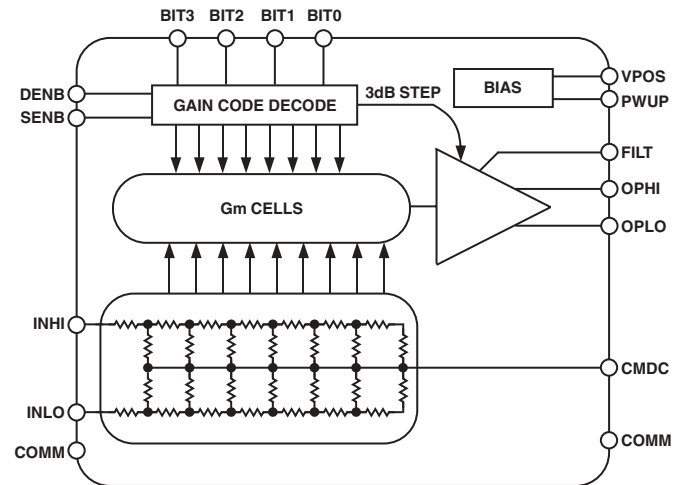 BIT3 BIT2 BIT1 BIT0
DENB
SENB
GAIN CODE DECODE
3dB STEP
BIAS
VPOS
PWUP
FILT
OPHI
OPLO
Gm CELLS
INHI
CMDC
INLO
COMM
COMM